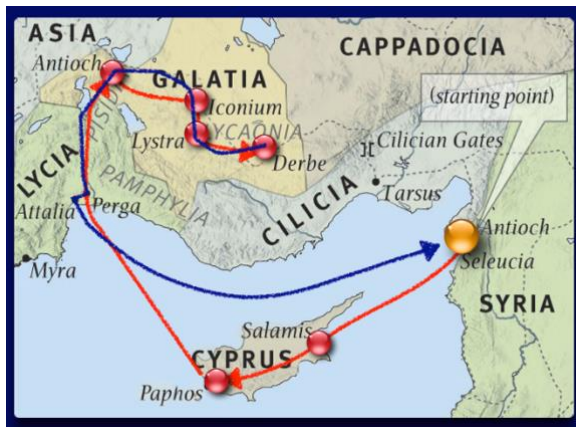 ASIA
CAPPADOCIA
Antioch
GALATIA
(starting point)
Iconium
PISID
Lystra
LYCAONIA
Cilician Gates
Derbe
LYCIA
PAMPHYLIA
CILICIA
Tarsus
Attalia
Perga
Antioch
Seleucia
Myra
SYRIA
Salamis
CYPRUS
Paphos